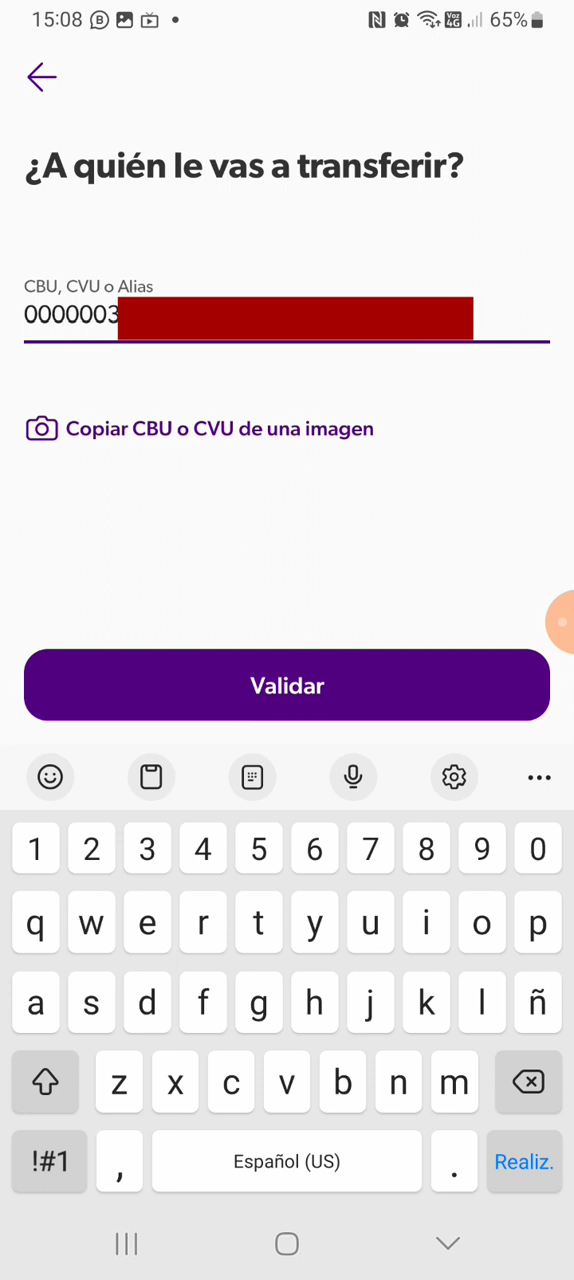 15:08
65%
¿A quién le vas a transferir?
CBU, CVU o Alias
0000003
Copiar CBU o CVU de una imagen
Validar
1 2 3 4 5 6 7 8 9 0
q w e r t y u i o p
a s d f g h j k l ñ
z x c v b n m
!#1 , Español (US) . Realiz.